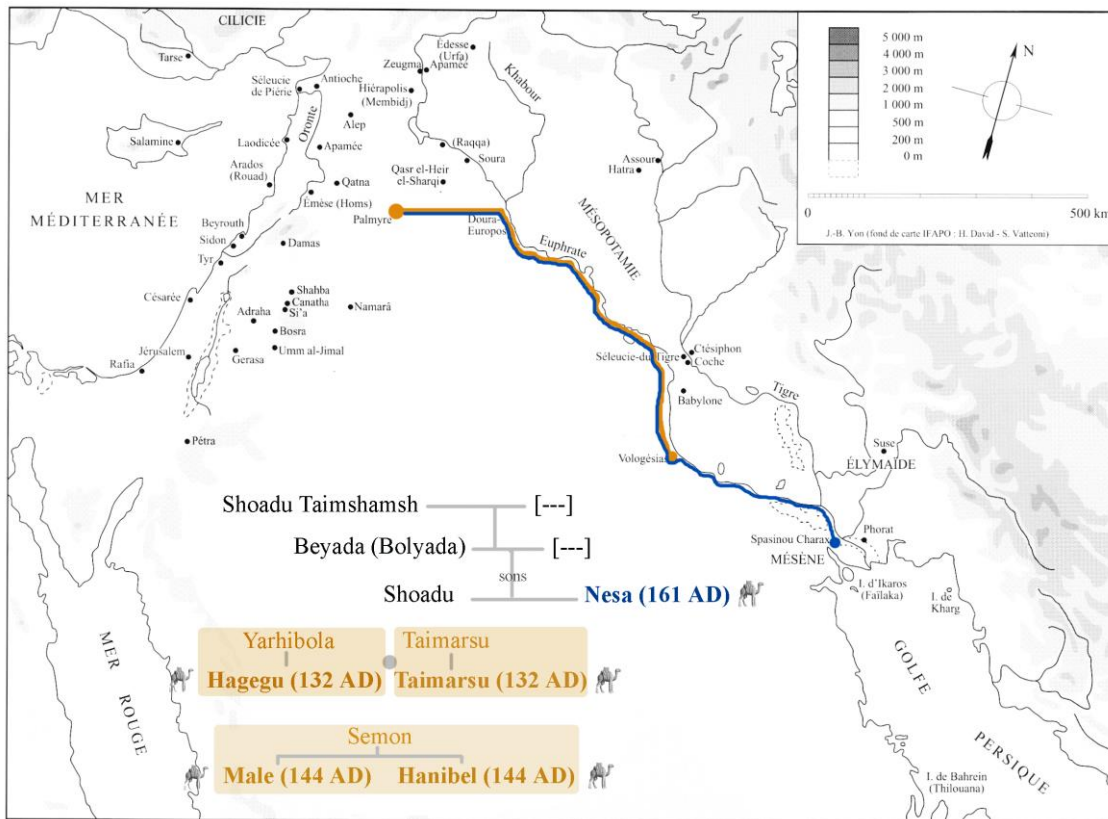 CILICIE
Tarse
Édesse
(Urfa)
Zeugma
Apamée
Khabour
Séleucie
de Piérie
Antioche
Hiérapolis
(Membidj)
Oronte
Alep
Salamine
Laodicée
Apamée
(Raqqa)
Soura
Assour
Hatra
Arados
(Rouad)
Qatna
Qasr el-Heir
el-Sharqi
MER
MÉDITERRANÉE
Émèse (Homs)
Palmyre
Doura-
Europos
MÉSOPOTAMIE
Beyrouth
Sidon
Damas
Euphrate
Tyr
Césarée
Shahba
Canatha
Si'a
Namarâ
Adraha
Bosra
Jérusalem
Gerasa
Umm al-Jimal
Rafia
Séleucie-du-Tigre
Ctésiphon
Coche
Babylone
Tigre
Pétra
Vologésias
Suse
ÉLYMAÏDE
Spasinou Charax
Phorat
MÉSÈNE
I. d'Ikaros
(Faïlaka)
I. de
Kharg
MER ROUGE
GOLFE PERSIQUE
I. de Bahrein
(Thilouana)
5 000 m
4 000 m
3 000 m
2 000 m
1 000 m
500 m
200 m
0 m
N
0 500 km
J.-B. Yon (fond de carte IFAPO : H. David - S. Vatteoni)
Shoadu Taimshamsh [---]
Beyada (Bolyada) [---]
sons
Shoadu Nesa (161 AD)
Yarhibola Taimarsu
Hagegu (132 AD) Taimarsu (132 AD)
Semon
Male (144 AD) Hanibel (144 AD)